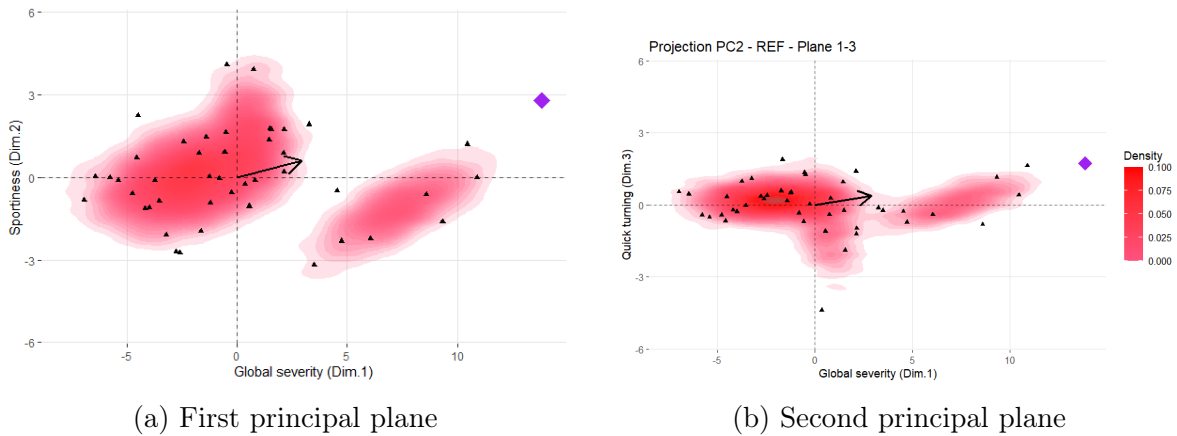 6
3
0
-3
-6
-5
0
5
10
Sportiness (Dim.2)
Global severity (Dim.1)
(a) First principal plane
Projection PC2 - REF - Plane 1-3
6
3
0
-3
-6
-5
0
5
10
Quick turning (Dim.3)
Global severity (Dim.1)
Density
0.100
0.075
0.050
0.025
0.000
(b) Second principal plane